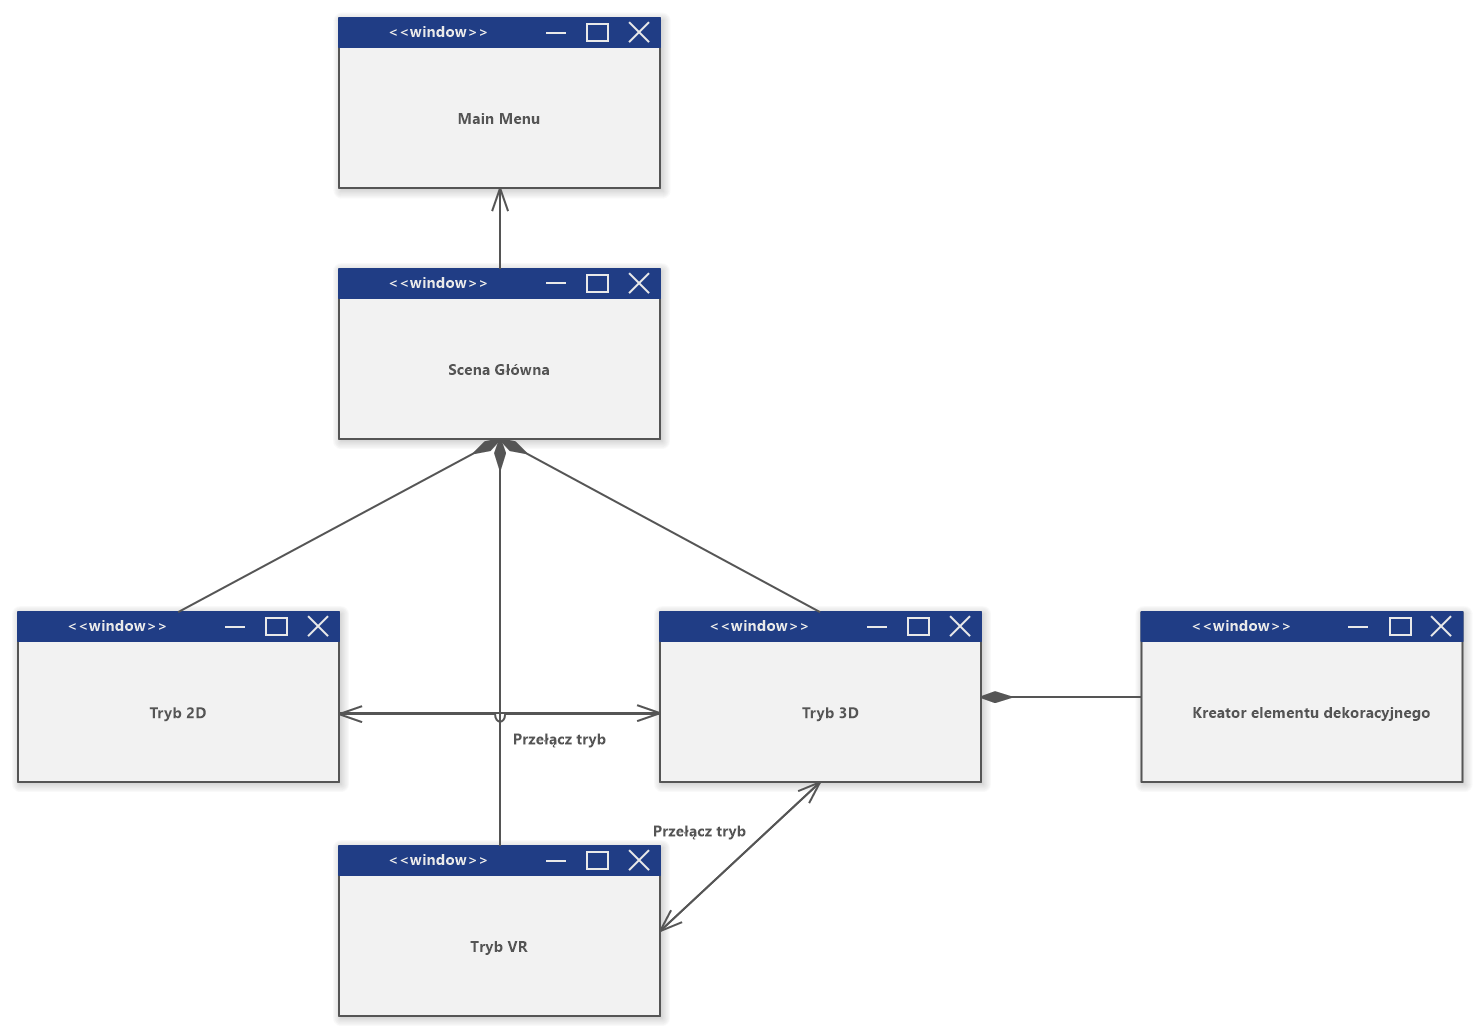 <<window>>
Main Menu
<<window>>
Scena Główna
<<window>>
<<window>>
<<window>>
Tryb 2D
Tryb 3D
Kreator elementu dekoracyjnego
Przełącz tryb
Przełącz tryb
<<window>>
Tryb VR